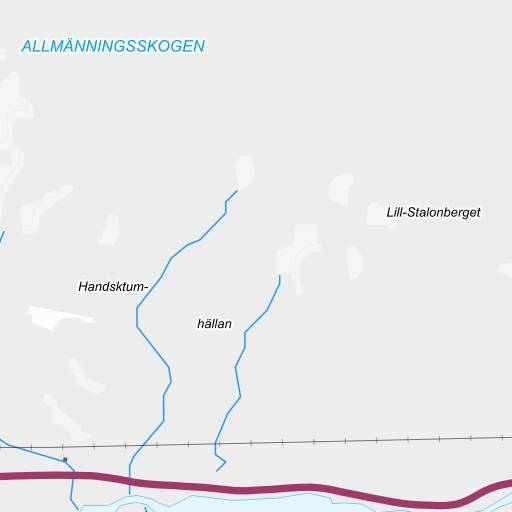 ALLMÄNNINGSSKOGEN
Lill-Stalonberget
Handsktum-
hällan